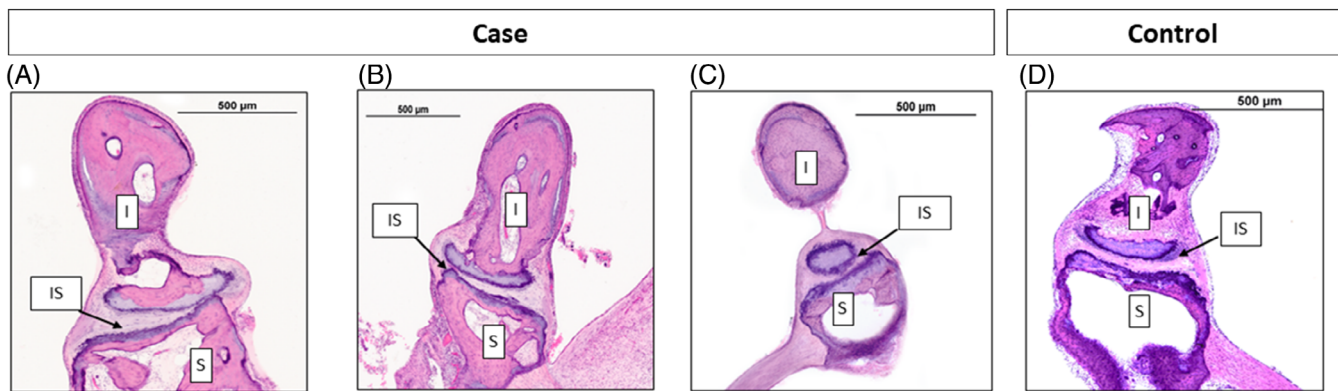 Case
Control
(A)
(B)
(C)
(D)
500 µm
500 µm
500 µm
500 µm
I
IS
S
I
IS
S
I
IS
S
I
IS
S